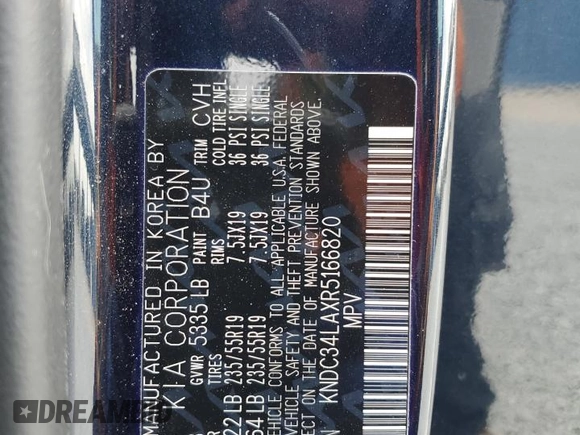 MANUFACTURED IN KOREA BY
KIA CORPORATION
GVWR 5335 LB PAINT B4U TRIM CVH
TIRES RIMS COLD TIRE INFL
22 LB 235/55R19 7.5JX19 36 PSI SINGLE
64 LB 235/55R19 7.5JX19 36 PSI SINGLE
VEHICLE CONFORMS TO ALL APPLICABLE U.S.A. FEDERAL
VEHICLE SAFETY AND THEFT PREVENTION STANDARDS
ON THE DATE OF MANUFACTURE SHOWN ABOVE.
KNDC34LAXR5166820
MPV
DREAMBID